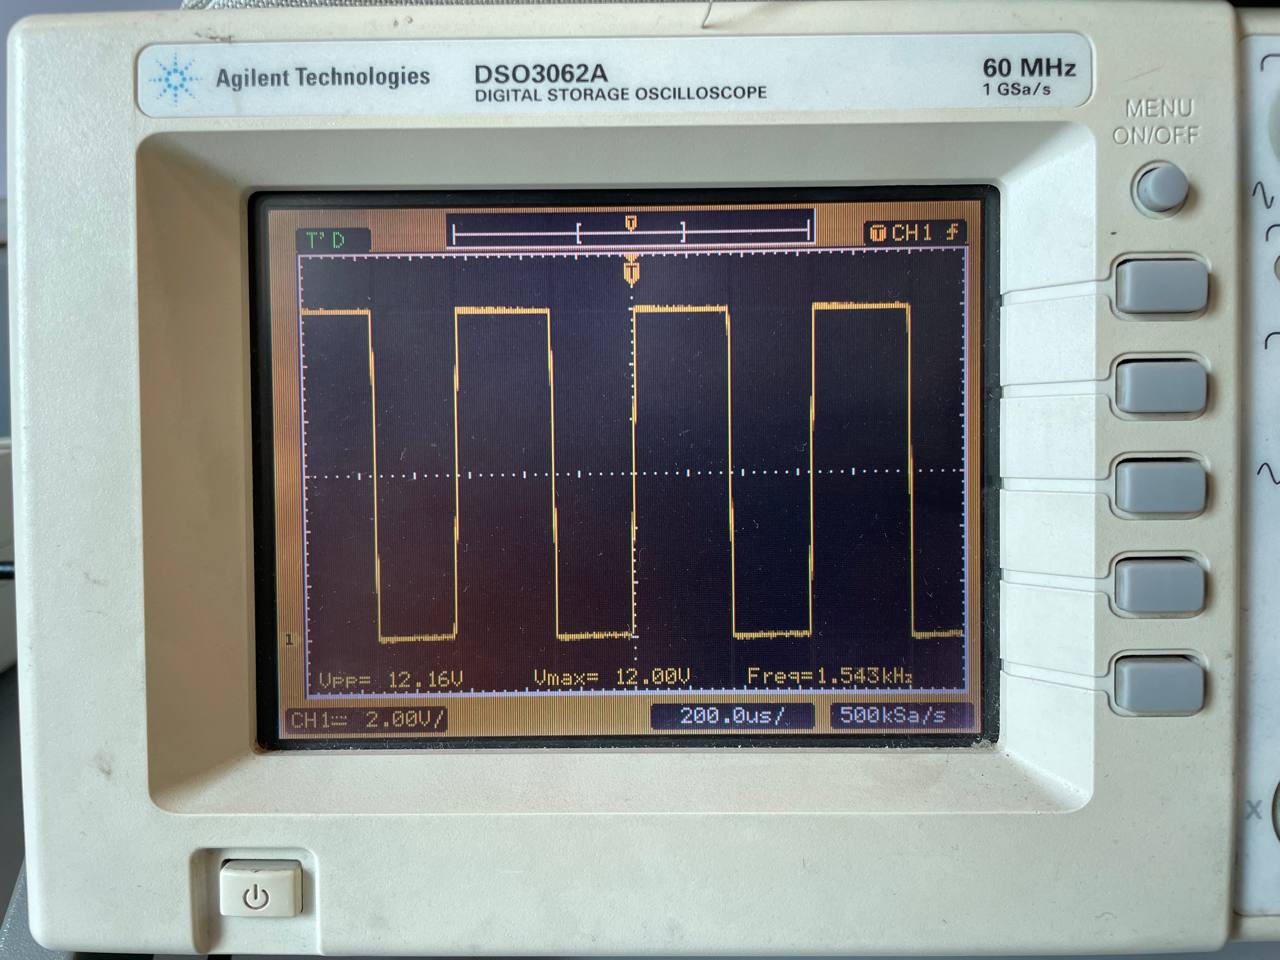 Agilent Technologies
DSO3062A
DIGITAL STORAGE OSCILLOSCOPE
60 MHz
1 GSa/s
MENU
ON/OFF
T'D
T
T CH1
T
1
Vpp= 12.16V Vmax= 12.00V Freq=1.543kHz
CH1 2.00V/ 200.0us/ 500kSa/s
X